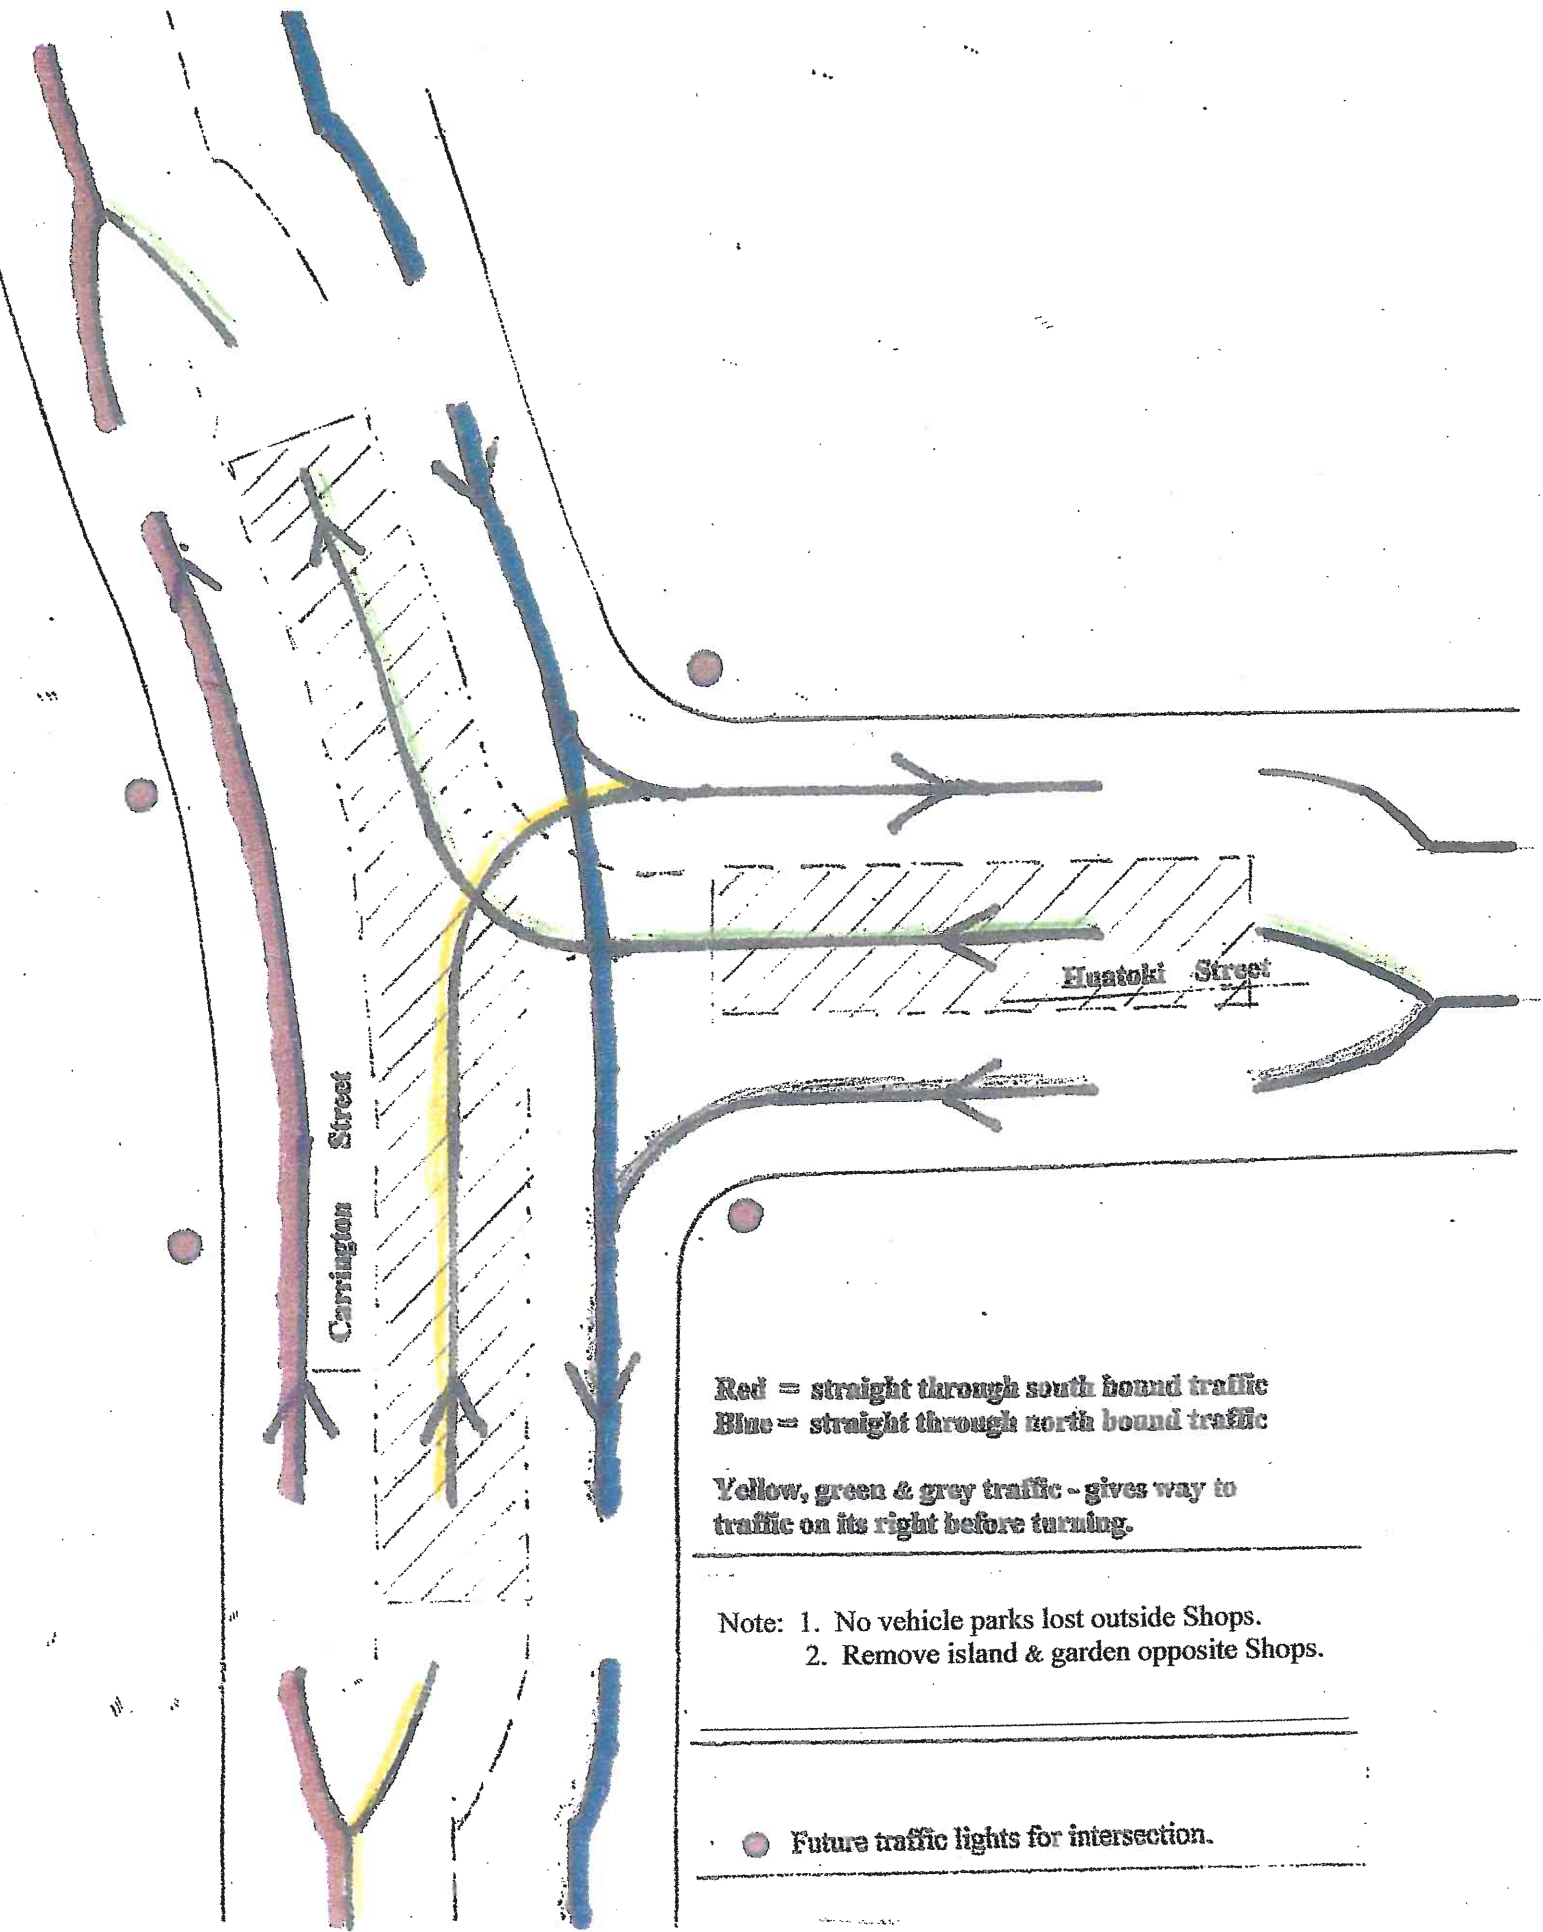 Huatoki Street
Carrington Street
Red = straight through south bound traffic
Blue = straight through north bound traffic
Yellow, green & grey traffic - gives way to
traffic on its right before turning.
Note: 1. No vehicle parks lost outside Shops.
2. Remove island & garden opposite Shops.
Future traffic lights for intersection.